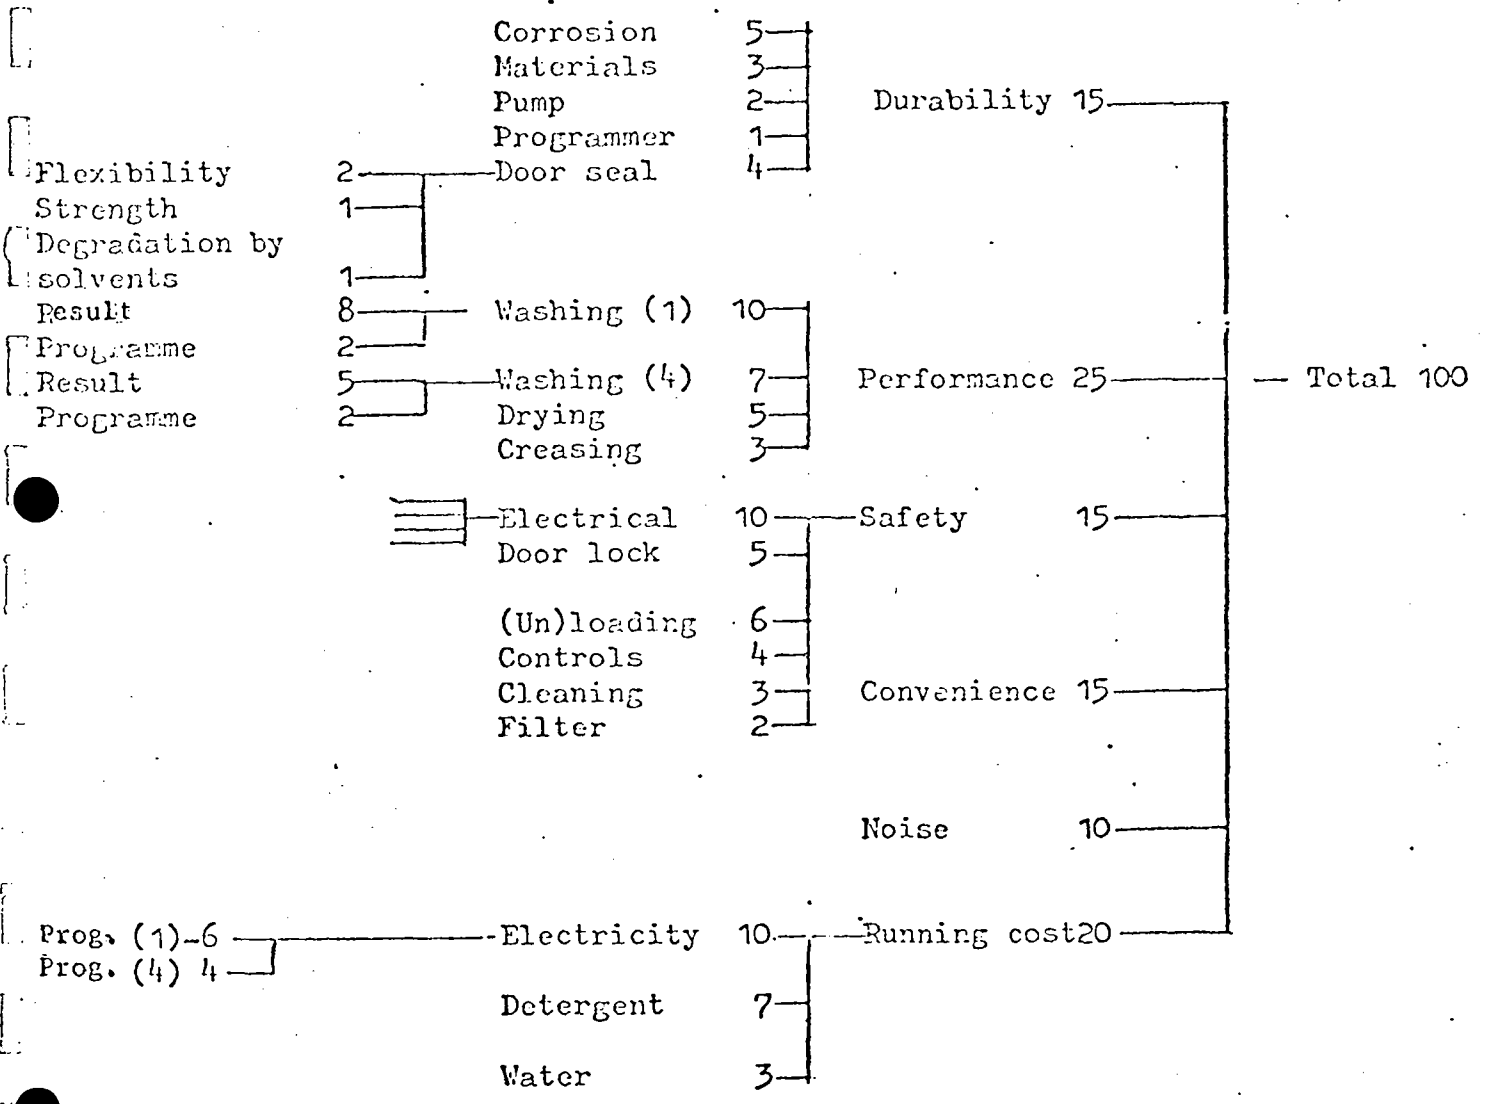 Corrosion 5
Materials 3
Pump 2 Durability 15
Programmer 1
Flexibility 2 Door seal 4
Strength 1
Degradation by
solvents 1
Result 8 Washing (1) 10
Programme 2
Result 5 Washing (4) 7 Performance 25 Total 100
Programme 2 Drying 5
Creasing 3
Electrical 10 Safety 15
Door lock 5
(Un)loading 6
Controls 4
Cleaning 3 Convenience 15
Filter 2
Noise 10
Prog. (1) 6 Electricity 10 Running cost 20
Prog. (4) 4
Detergent 7
Water 3